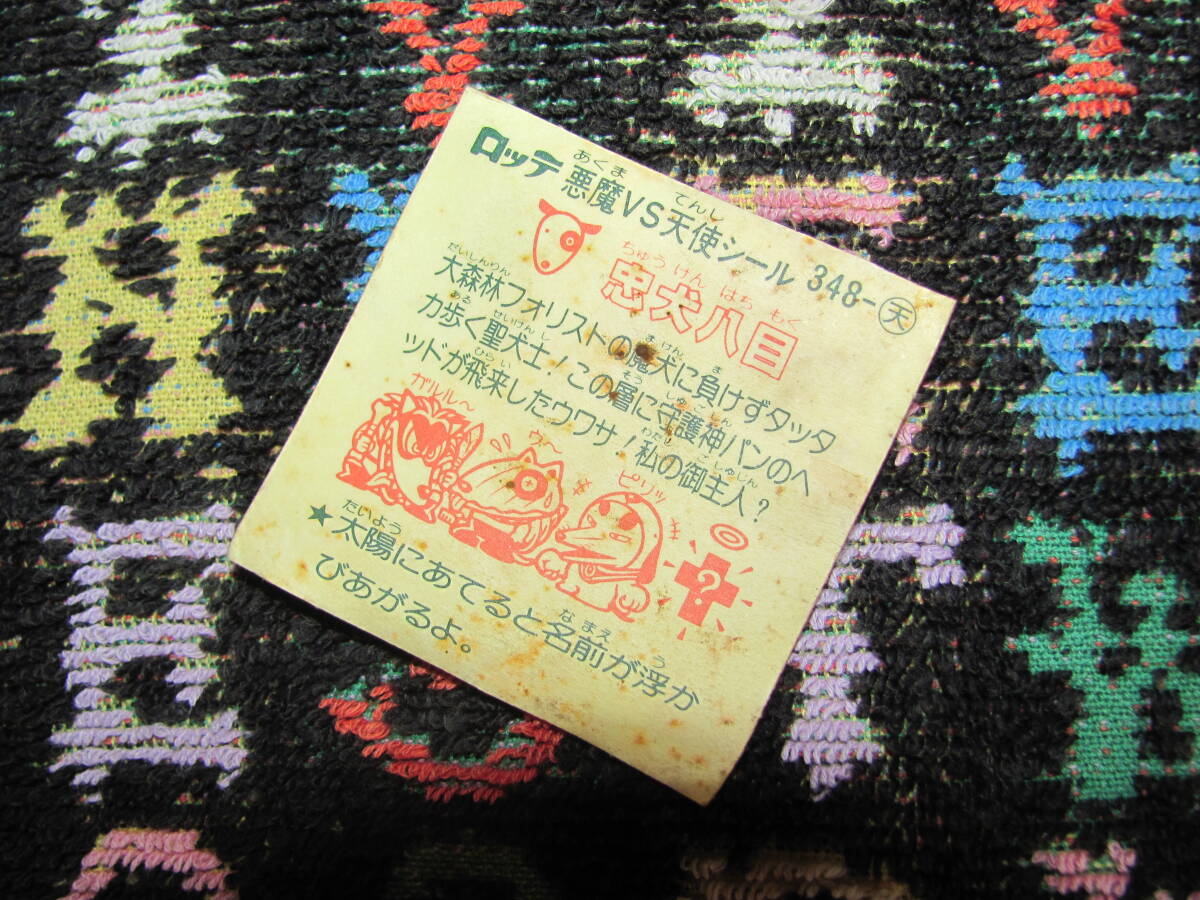 ロッテ 悪魔VS天使シール 348-天
あくま てんし
ちゅう けん はち もく
忠犬八目
だいしんりん まけん ま
大森林フォリストの魔犬に負けずタッタ
ある せいけんし そう しゅごしん
カ歩く聖犬士！この層に守護神パンのヘ
ひらい わたし ごしゅじん
ッドが飛来したウワサ！私の御主人？
ガルル〜
ウ〜
ピリッ
?
たいよう なまえ う
★太陽にあてると名前が浮か
びあがるよ。